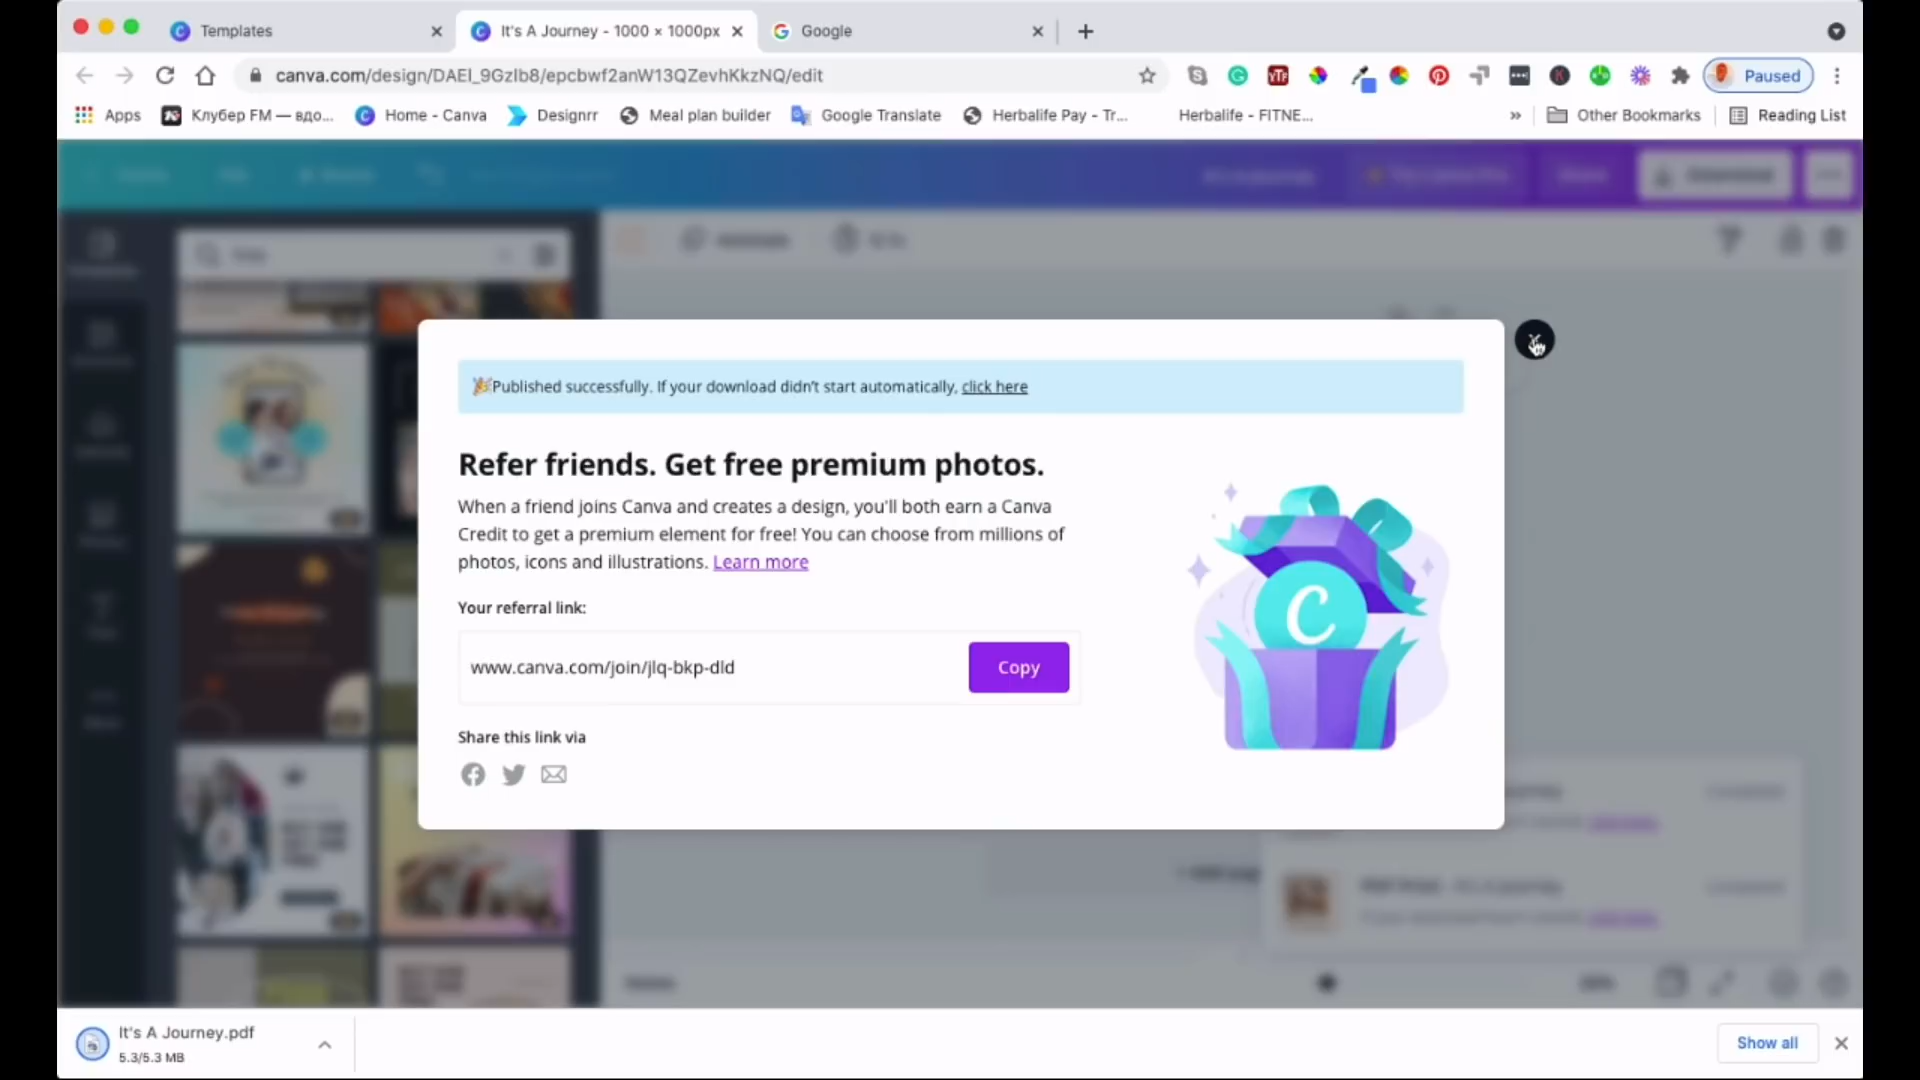 Templates
It's A Journey - 1000 × 1000px
Google
canva.com/design/DAEl_9GzIb8/epcbwf2anW13QZevhKkzNQ/edit
Paused
Apps
Клубер FM — вдо...
Home - Canva
Designrr
Meal plan builder
Google Translate
Herbalife Pay - Tr...
Herbalife - FITNE...
»
Other Bookmarks
Reading List
Published successfully. If your download didn't start automatically, click here
Refer friends. Get free premium photos.
When a friend joins Canva and creates a design, you'll both earn a Canva
Credit to get a premium element for free! You can choose from millions of
photos, icons and illustrations. Learn more
Your referral link:
www.canva.com/join/jlq-bkp-dld
Copy
Share this link via
C
It's A Journey.pdf
5.3/5.3 MB
Show all